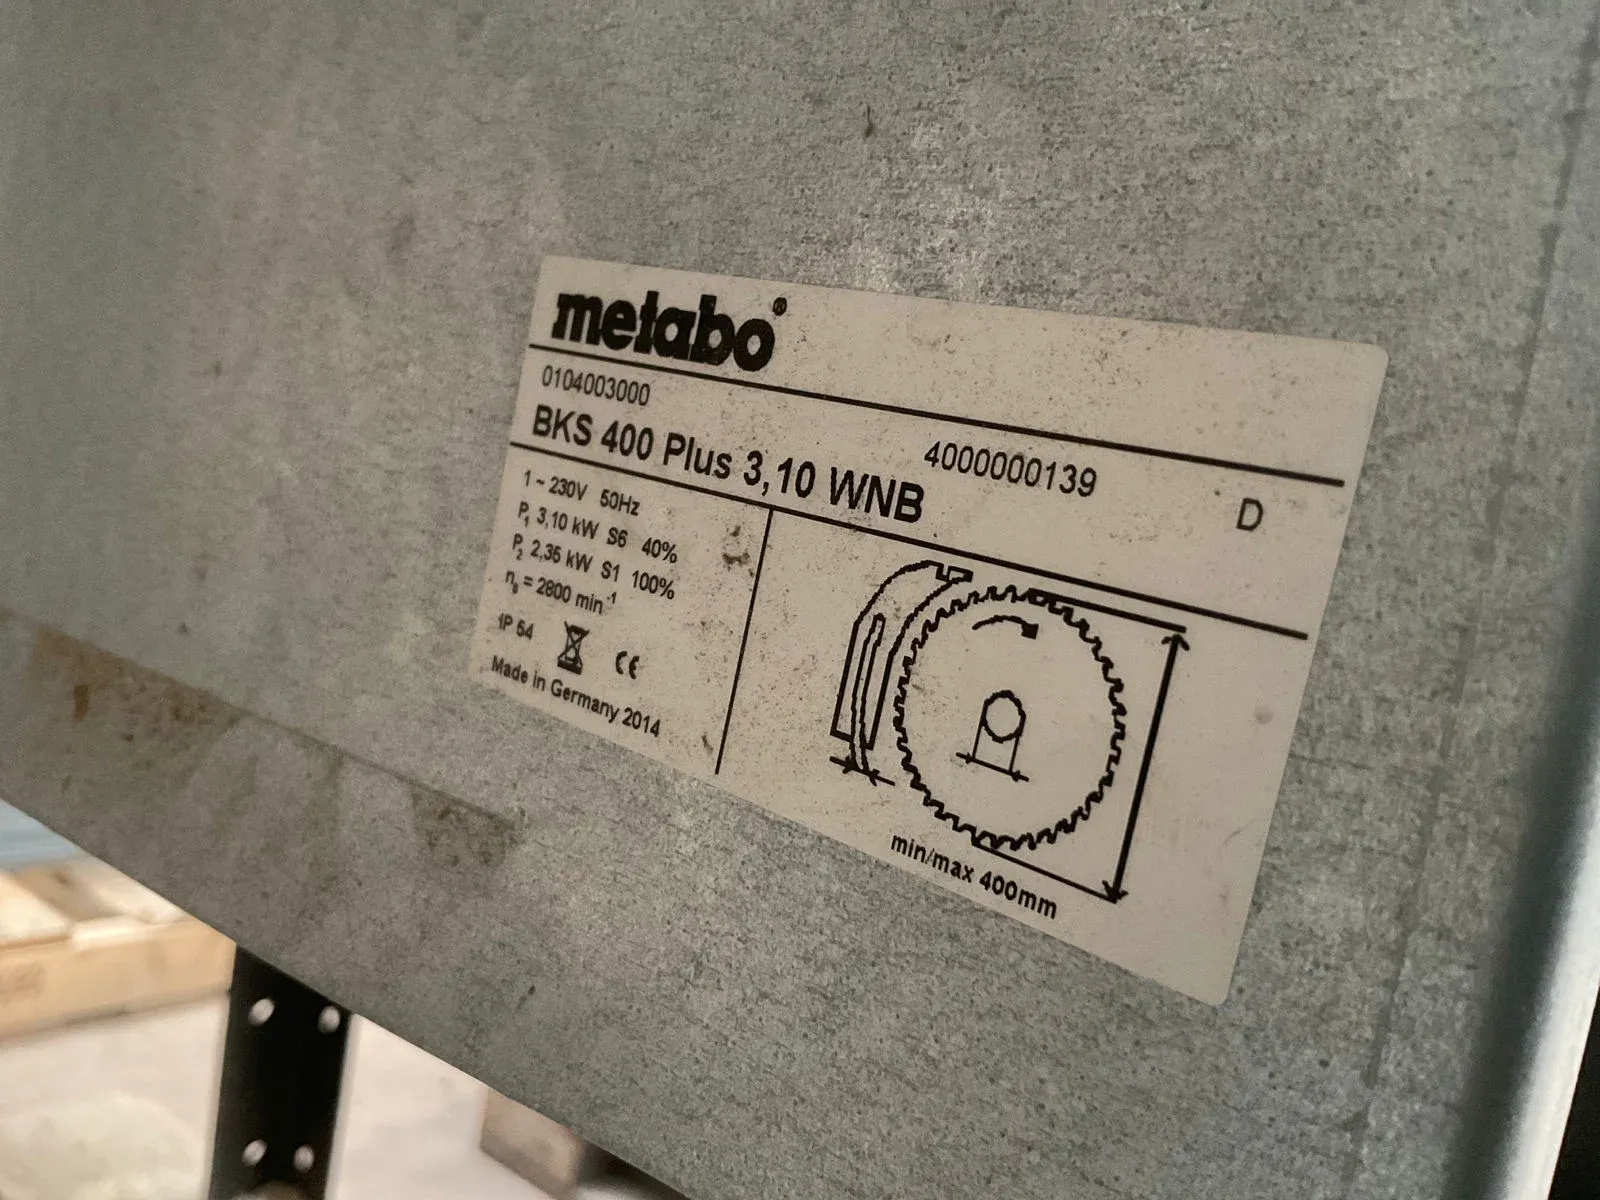 metabo®
0104003000
BKS 400 Plus 3,10 WNB 4000000139 D
1~230V 50Hz
P₁ 3,10 kW S6 40%
P₂ 2,35 kW S1 100%
n₀ = 2800 min⁻¹
IP 54 CE
Made in Germany 2014
min/max 400mm